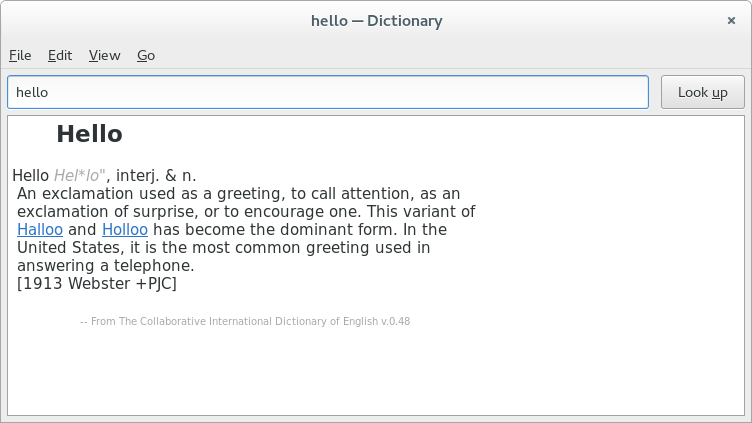 hello — Dictionary ×
File Edit View Go
hello Look up
Hello
Hello Hel*lo", interj. & n.
An exclamation used as a greeting, to call attention, as an
exclamation of surprise, or to encourage one. This variant of
Halloo and Holloo has become the dominant form. In the
United States, it is the most common greeting used in
answering a telephone.
[1913 Webster +PJC]
-- From The Collaborative International Dictionary of English v.0.48